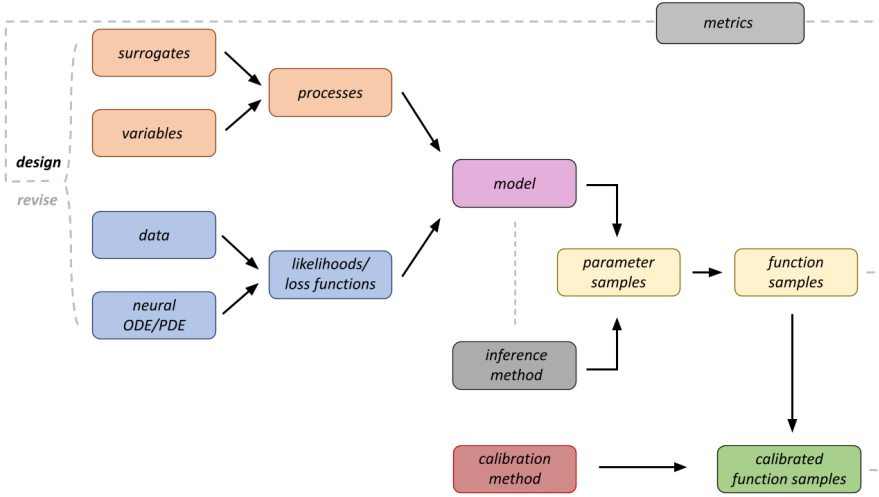 metrics
surrogates
processes
variables
design
revise
model
data
likelihoods/
loss functions
parameter
samples
function
samples
neural
ODE/PDE
inference
method
calibration
method
calibrated
function samples